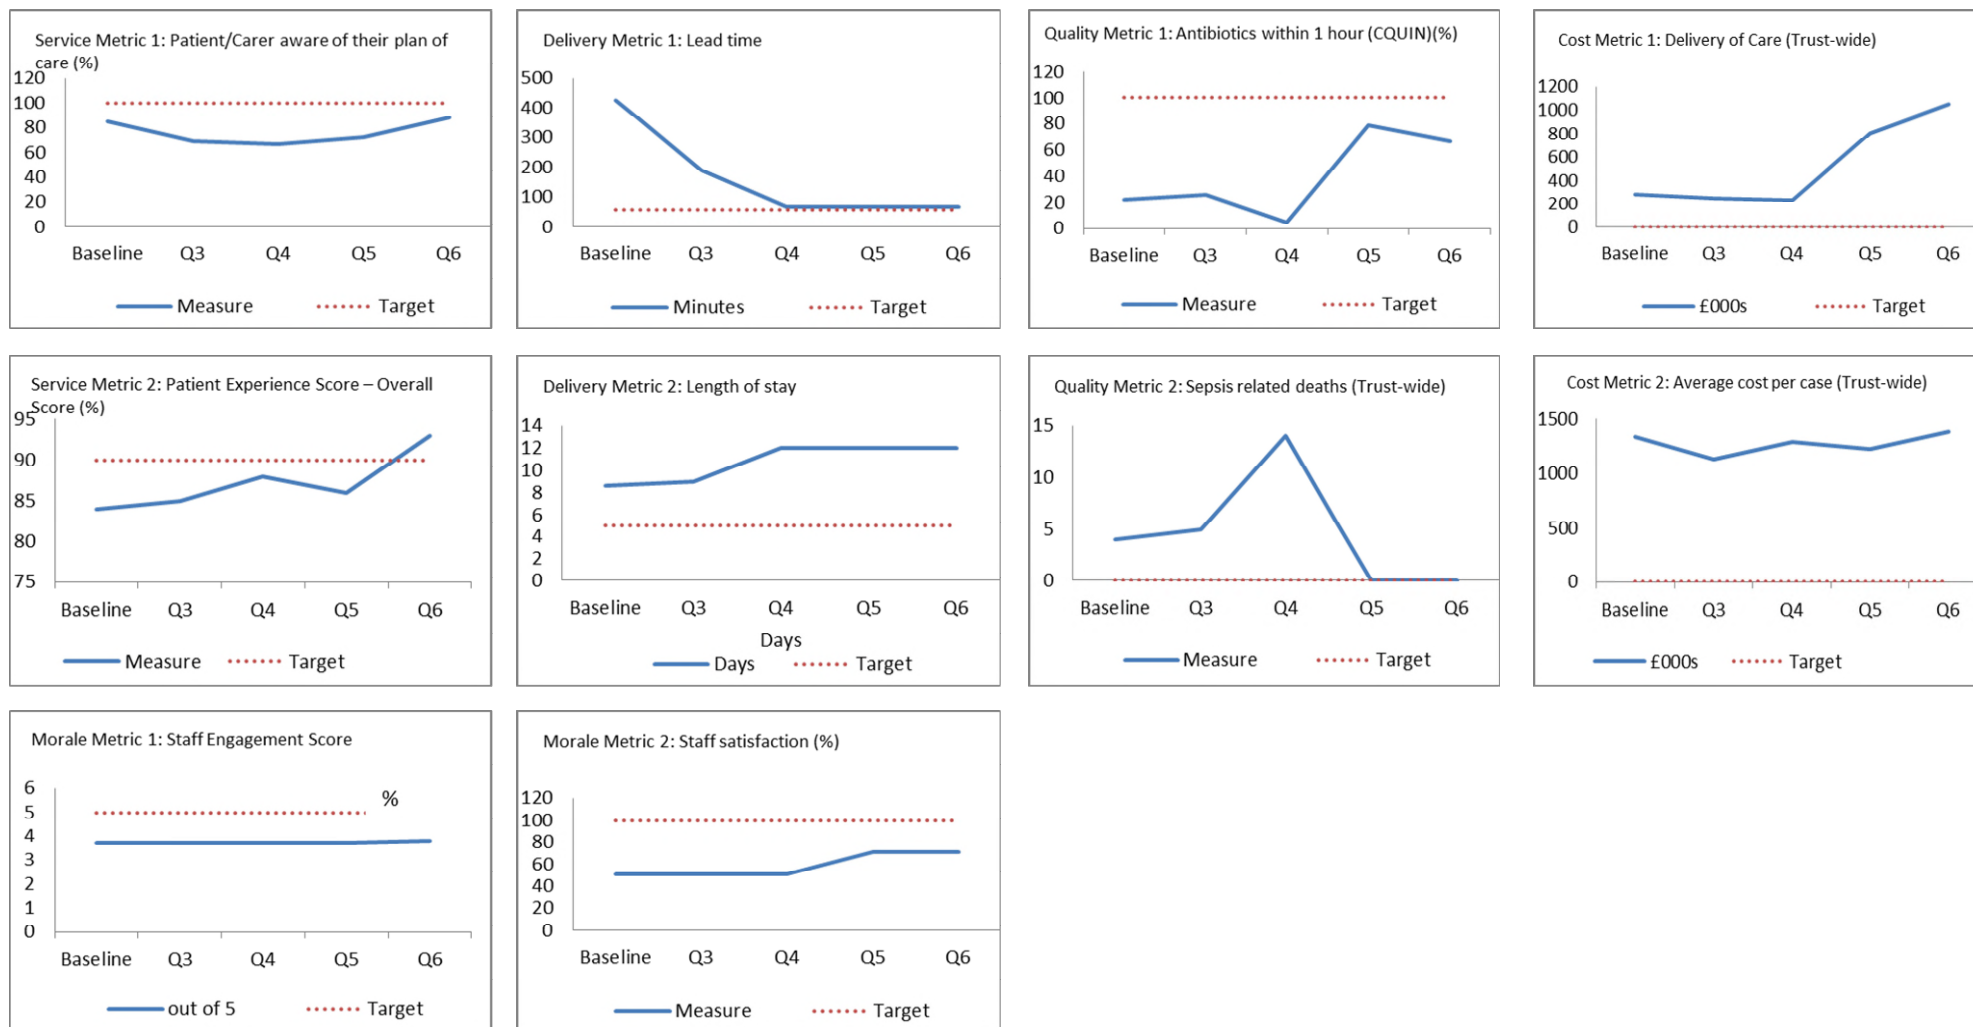 Service Metric 1: Patient/Carer aware of their plan of
care (%)
120
100
80
60
40
20
0
Baseline Q3 Q4 Q5 Q6
Measure Target
Delivery Metric 1: Lead time
500
400
300
200
100
0
Baseline Q3 Q4 Q5 Q6
Minutes Target
Quality Metric 1: Antibiotics within 1 hour (CQUIN)(%)
120
100
80
60
40
20
0
Baseline Q3 Q4 Q5 Q6
Measure Target
Cost Metric 1: Delivery of Care (Trust-wide)
1200
1000
800
600
400
200
0
Baseline Q3 Q4 Q5 Q6
£000s Target
Service Metric 2: Patient Experience Score – Overall
Score (%)
95
90
85
80
75
Baseline Q3 Q4 Q5 Q6
Measure Target
Delivery Metric 2: Length of stay
14
12
10
8
6
4
2
0
Baseline Q3 Q4 Q5 Q6
Days
Days Target
Quality Metric 2: Sepsis related deaths (Trust-wide)
15
10
5
0
Baseline Q3 Q4 Q5 Q6
Measure Target
Cost Metric 2: Average cost per case (Trust-wide)
1500
1000
500
0
Baseline Q3 Q4 Q5 Q6
£000s Target
Morale Metric 1: Staff Engagement Score
%
6
5
4
3
2
1
0
Baseline Q3 Q4 Q5 Q6
out of 5 Target
Morale Metric 2: Staff satisfaction (%)
120
100
80
60
40
20
0
Baseline Q3 Q4 Q5 Q6
Measure Target